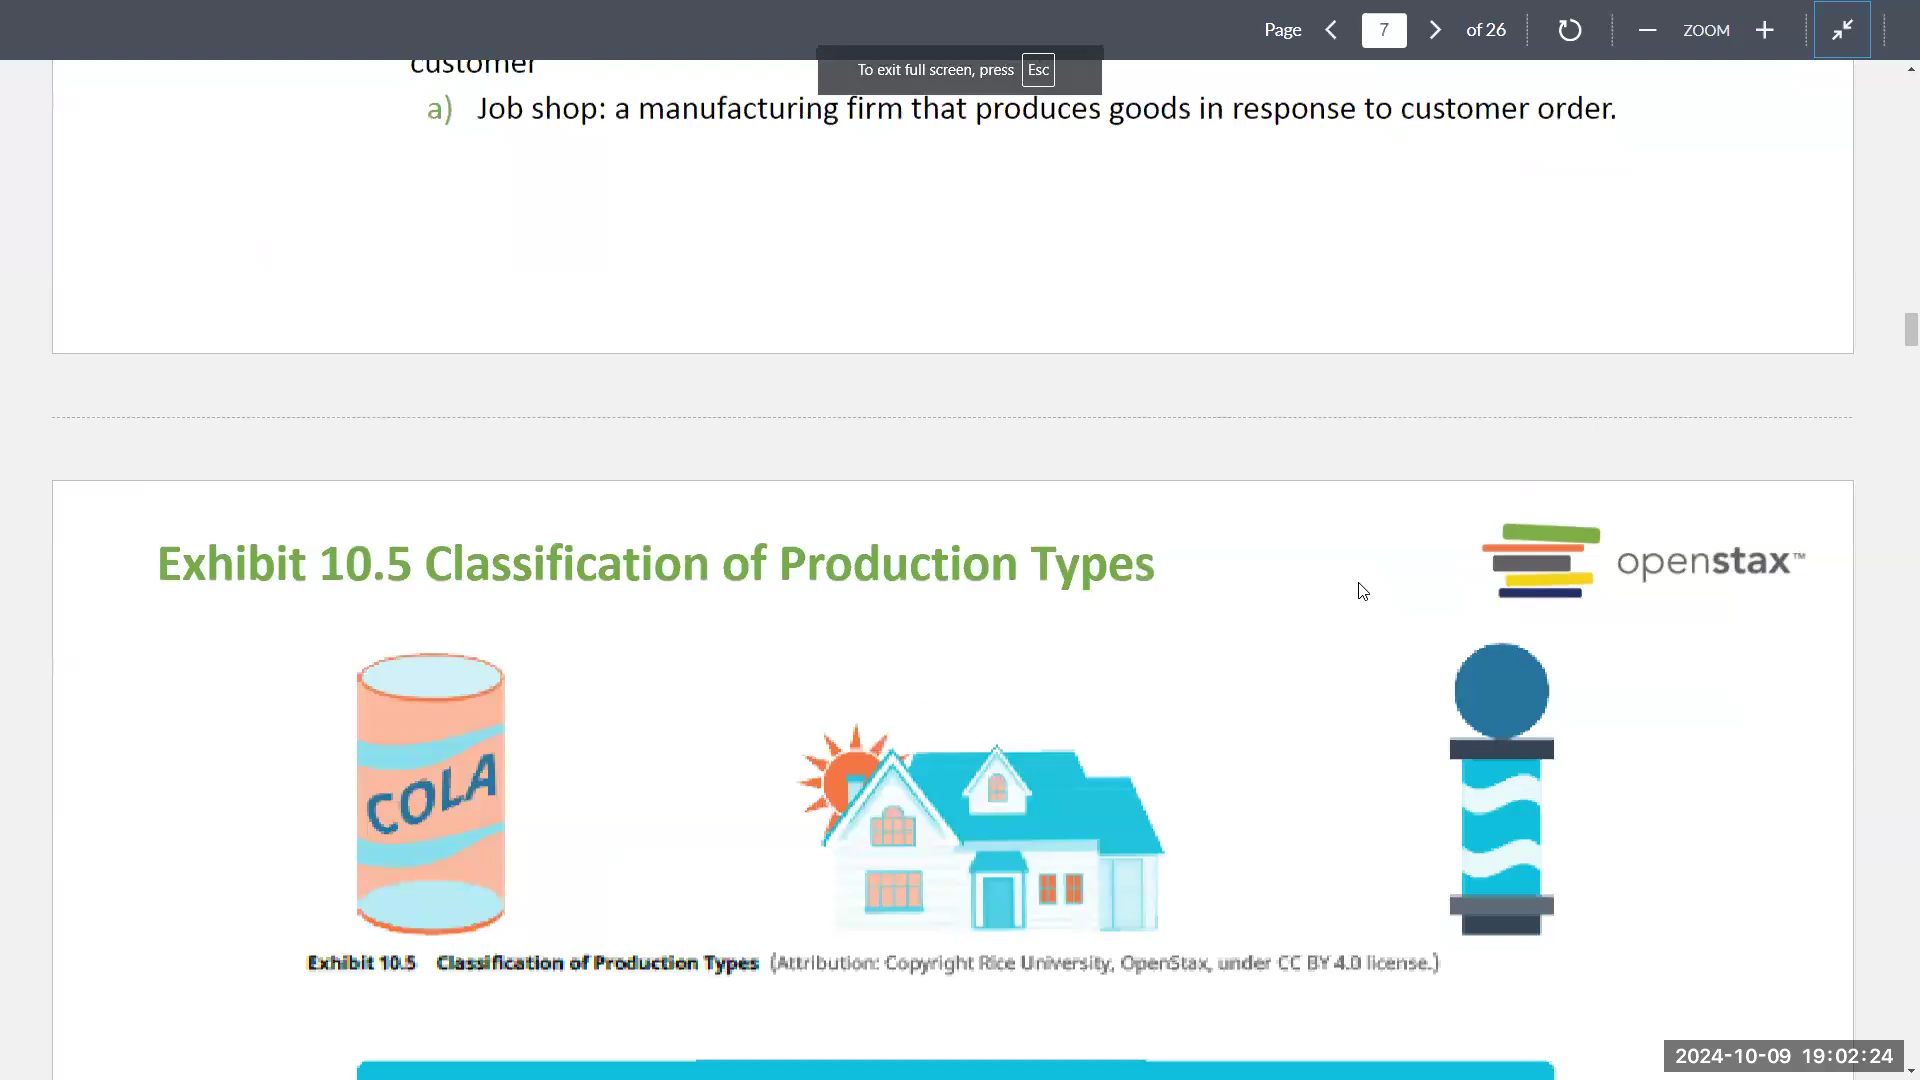 Page 7 of 26 ZOOM
To exit full screen, press Esc
customer
a) Job shop: a manufacturing firm that produces goods in response to customer order.
Exhibit 10.5 Classification of Production Types
openstax™
COLA
Exhibit 10.5 Classification of Production Types (Attribution: Copyright Rice University, OpenStax, under CC BY 4.0 license.)
2024-10-09 19:02:24